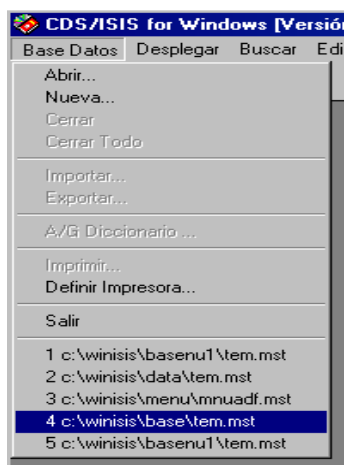 CDS/ISIS for Windows [Versió
Base Datos Desplegar Buscar Edi
Abrir...
Nueva...
Cerrar
Cerrar Todo
Importar...
Exportar...
A/G Diccionario ...
Imprimir...
Definir Impresora...
Salir
1 c:\winisis\basenu1\tem.mst
2 c:\winisis\data\tem.mst
3 c:\winisis\menu\mnuadf.mst
4 c:\winisis\base\tem.mst
5 c:\winisis\basenu1\tem.mst